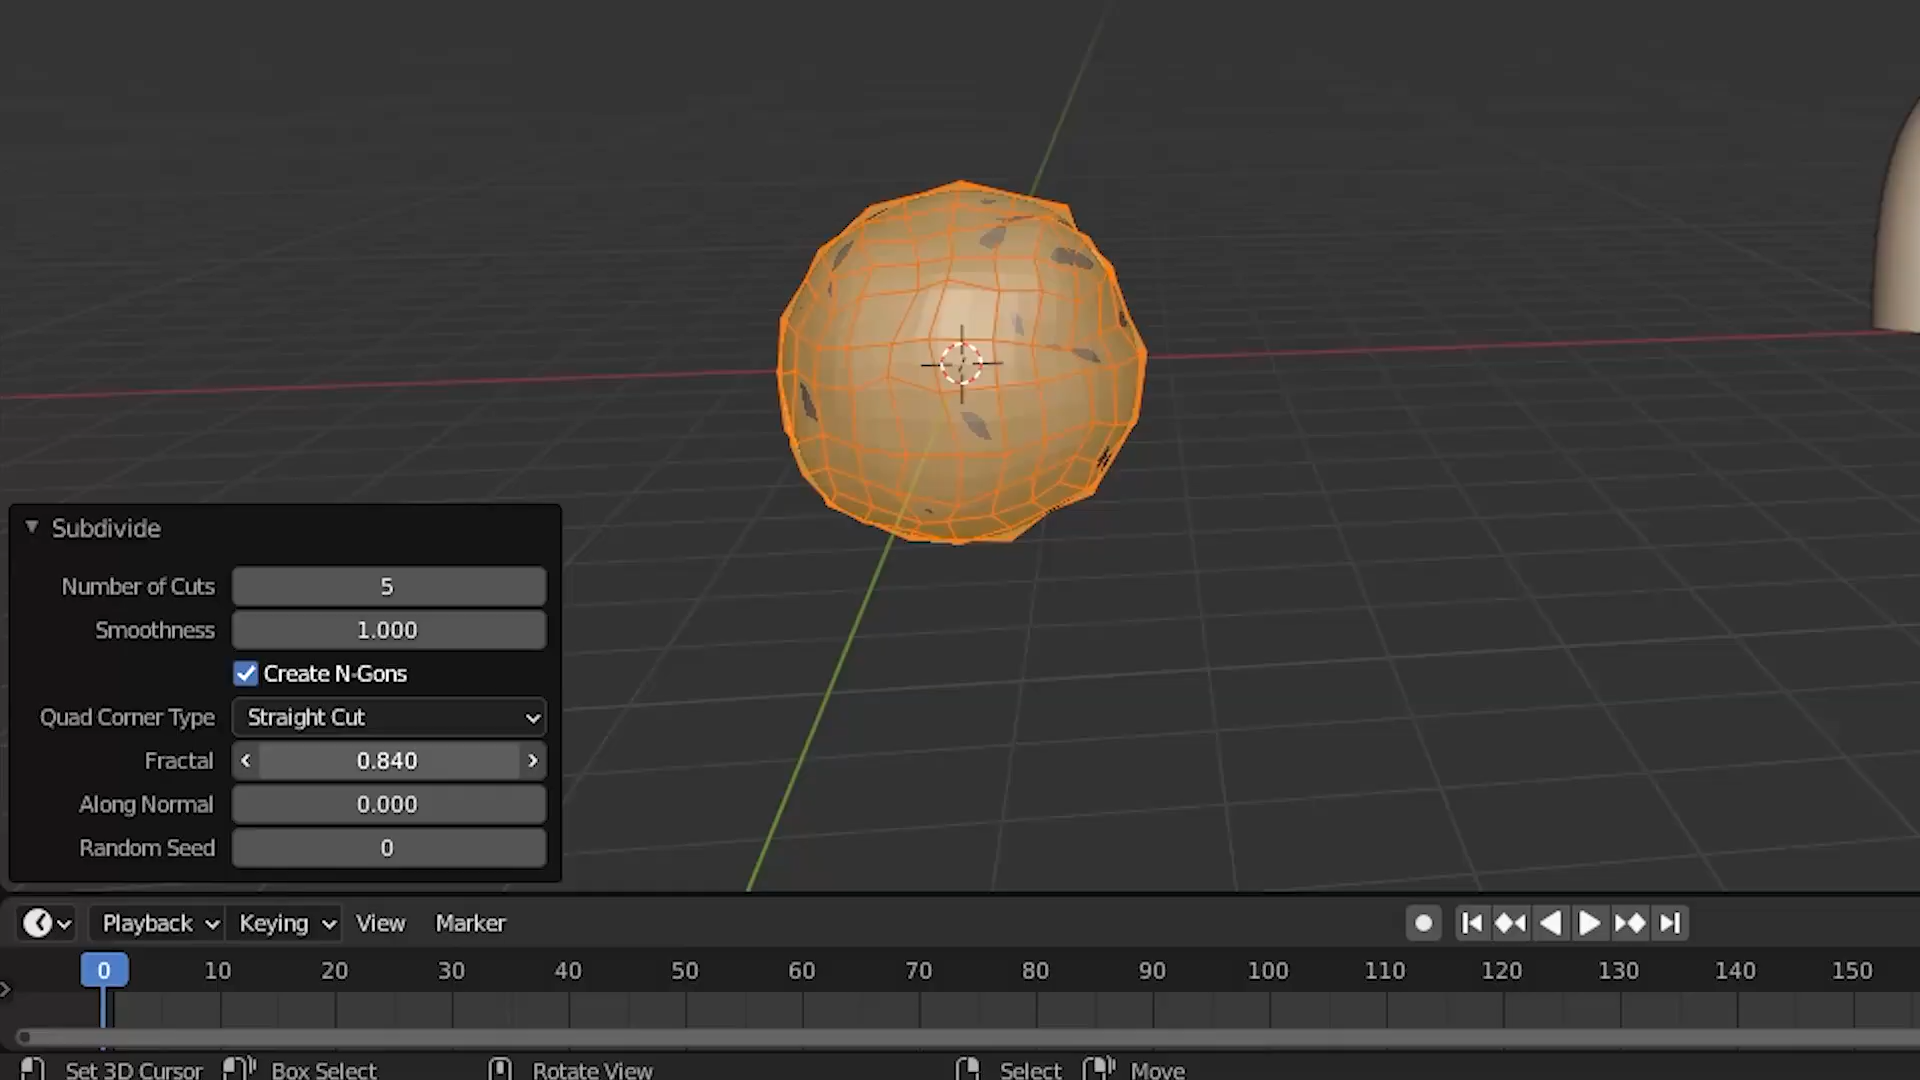 Subdivide
Number of Cuts 5
Smoothness 1.000
Create N-Gons
Quad Corner Type Straight Cut
Fractal 0.840
Along Normal 0.000
Random Seed 0
Playback Keying View Marker
0 10 20 30 40 50 60 70 80 90 100 110 120 130 140 150
Set 3D Cursor Box Select Rotate View Select Move